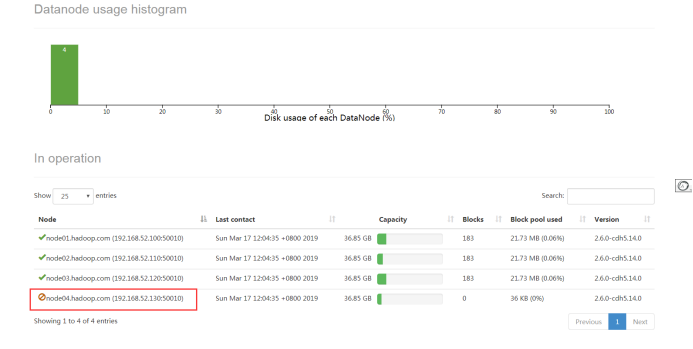 Datanode usage histogram
4
0 10 20 30 40 50 60 70 80 90 100
Disk usage of each DataNode (%)
In operation
Show 25 entries
Search:
Node Last contact Capacity Blocks Block pool used Version
node01.hadoop.com (192.168.52.100:50010) Sun Mar 17 12:04:35 +0800 2019 36.85 GB 183 21.73 MB (0.06%) 2.6.0-cdh5.14.0
node02.hadoop.com (192.168.52.110:50010) Sun Mar 17 12:04:35 +0800 2019 36.85 GB 183 21.73 MB (0.06%) 2.6.0-cdh5.14.0
node03.hadoop.com (192.168.52.120:50010) Sun Mar 17 12:04:35 +0800 2019 36.85 GB 183 21.73 MB (0.06%) 2.6.0-cdh5.14.0
node04.hadoop.com (192.168.52.130:50010) Sun Mar 17 12:04:35 +0800 2019 36.85 GB 0 36 KB (0%) 2.6.0-cdh5.14.0
Showing 1 to 4 of 4 entries
Previous 1 Next